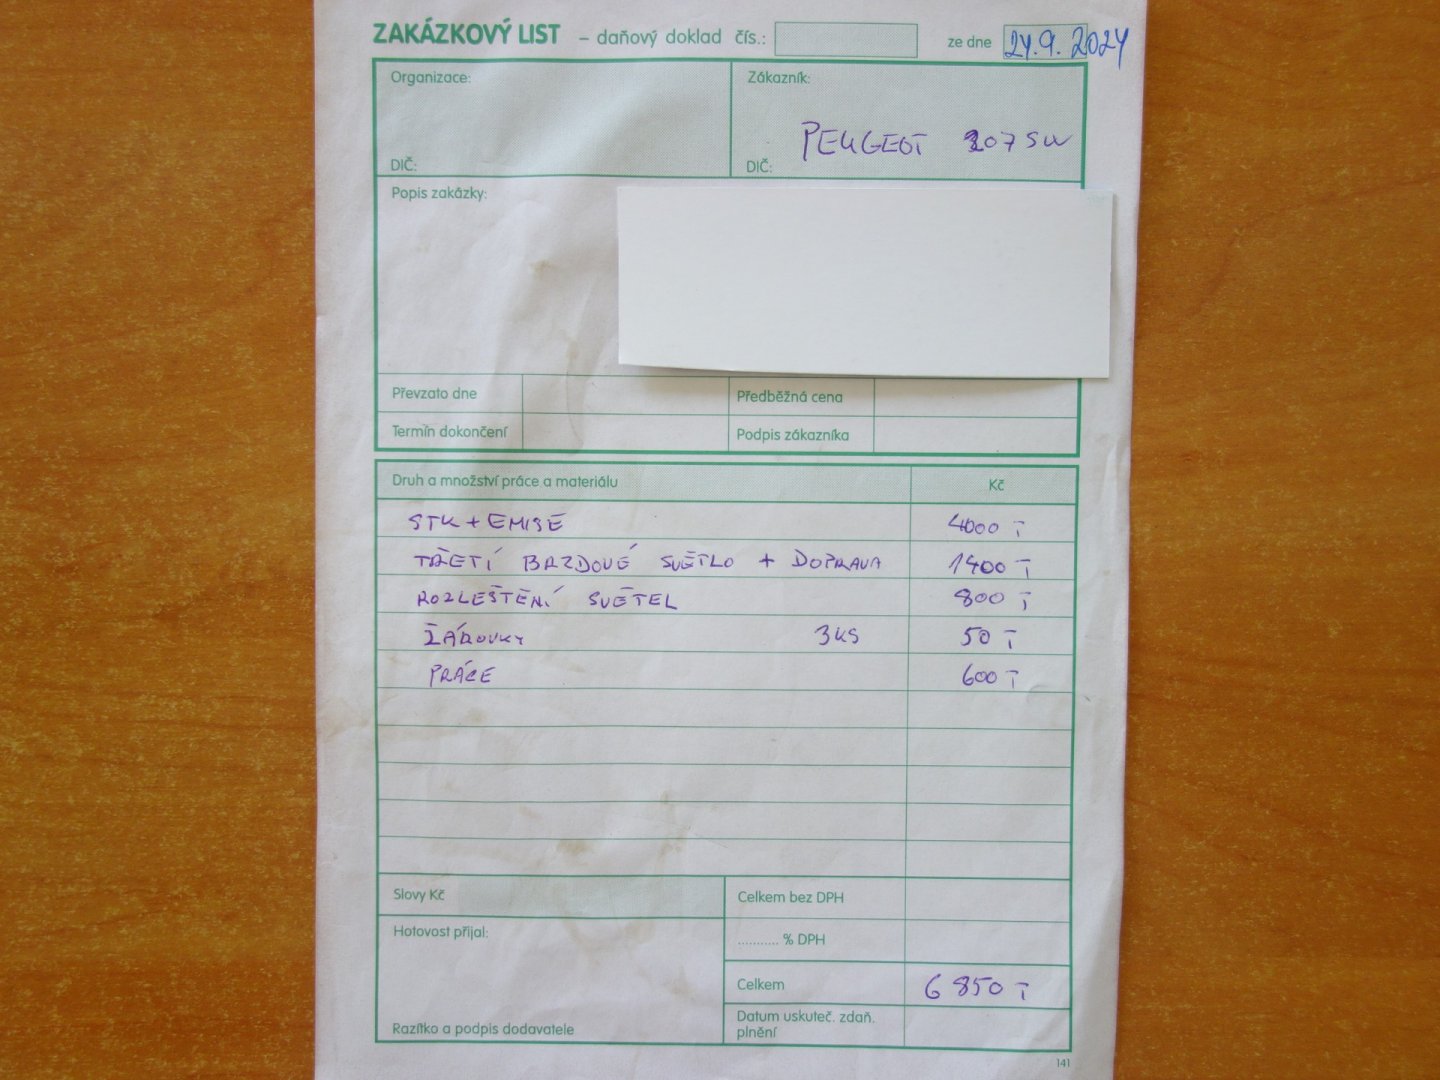 ZAKÁZKOVÝ LIST – daňový doklad čís.: ze dne 24.9.2024
Organizace:
Zákazník:
PEUGEOT 207 SW
DIČ:
DIČ:
Popis zakázky:
Převzato dne
Předběžná cena
Termín dokončení
Podpis zákazníka
Druh a množství práce a materiálu Kč
STK + EMISE 4000 T
TŘETÍ BRZDOVÉ SVĚTLO + DOPRAVA 1400 T
ROZLEŠTĚNÍ SVĚTEL 800 T
ŽÁROVKY 3KS 50 T
PRÁCE 600 T
Slovy Kč
Celkem bez DPH
Hotovost přijal:
........... % DPH
Celkem 6 850 T
Razítko a podpis dodavatele
Datum uskuteč. zdaň.
plnění
141